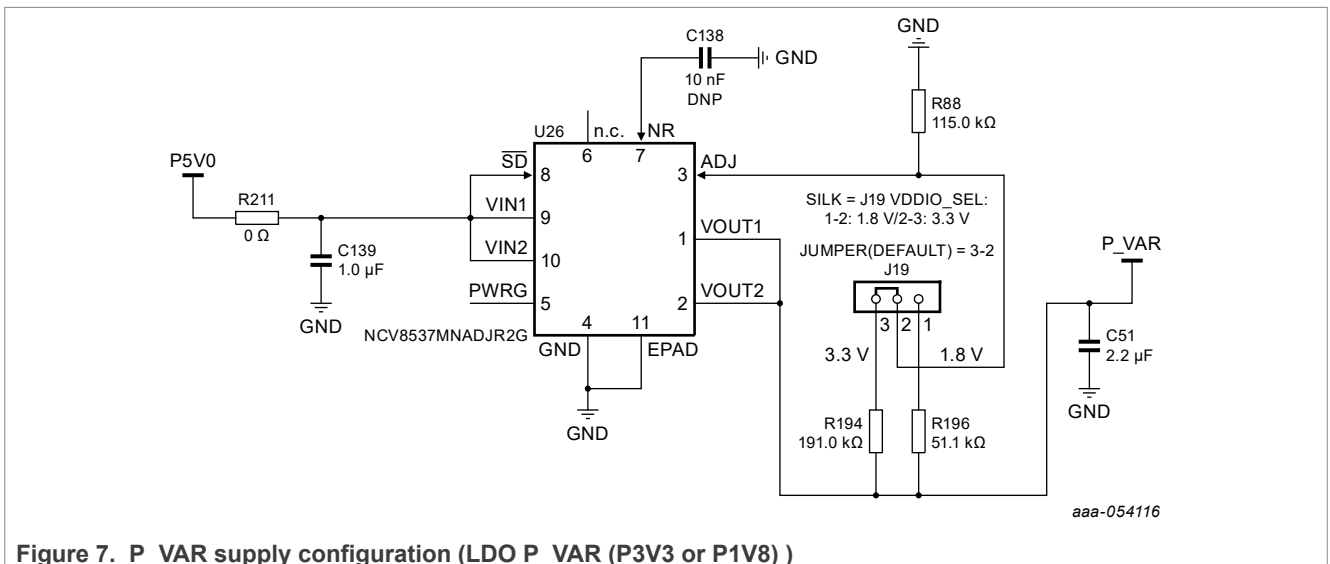 C138
10 nF
DNP
GND
GND
R88
115.0 kΩ
U26
n.c.
NR
6
7
P5V0
R211
0 Ω
C139
1.0 μF
GND
SD
8
VIN1
9
VIN2
10
PWRG
5
NCV8537MNADJR2G
4
11
GND
EPAD
GND
3
ADJ
1
VOUT1
2
VOUT2
SILK = J19 VDDIO_SEL:
1-2: 1.8 V/2-3: 3.3 V
JUMPER(DEFAULT) = 3-2
J19
3
2
1
3.3 V
1.8 V
R194
191.0 kΩ
R196
51.1 kΩ
P_VAR
C51
2.2 μF
GND
aaa-054116
Figure 7. P_VAR supply configuration (LDO P_VAR (P3V3 or P1V8) )